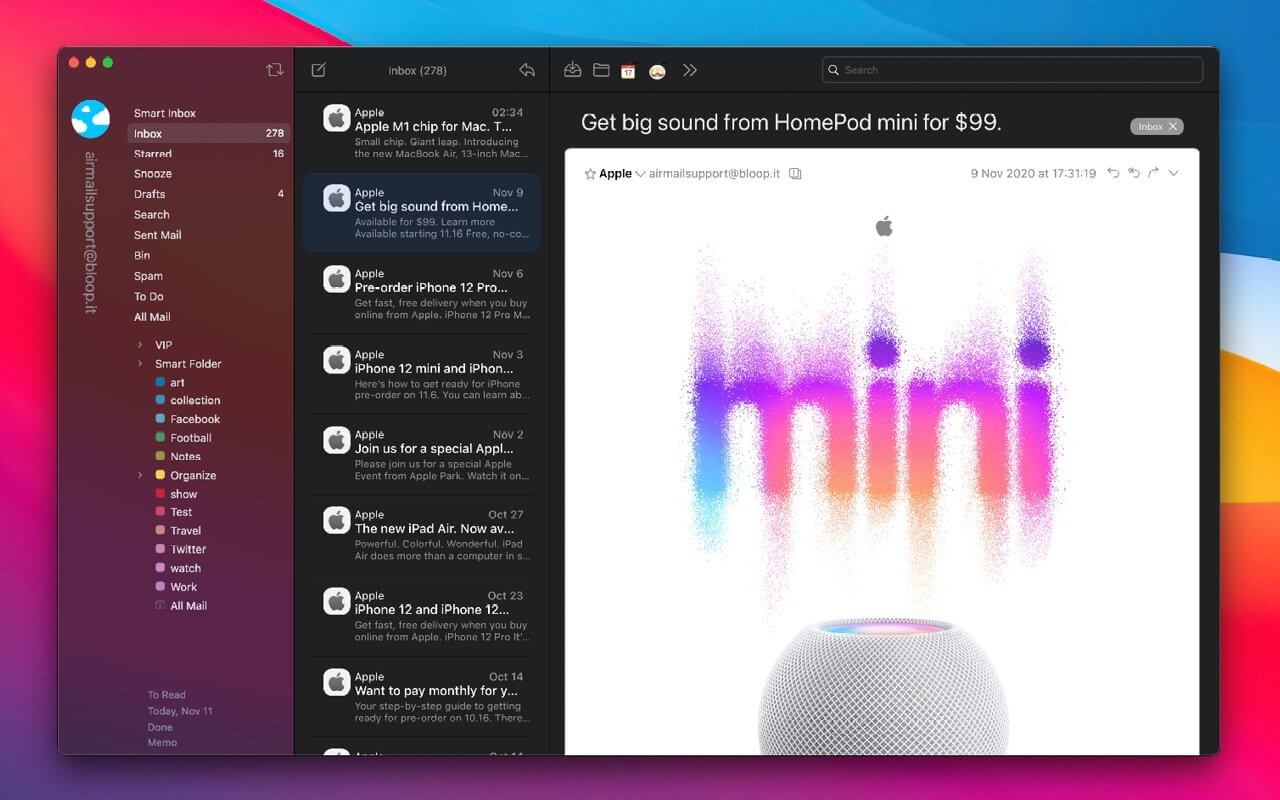 airmailsupport@bloop.it
Smart Inbox
Inbox 278
Starred 16
Snooze
Drafts 4
Search
Sent Mail
Bin
Spam
To Do
All Mail
VIP
Smart Folder
art
collection
Facebook
Football
Notes
Organize
show
Test
Travel
Twitter
watch
Work
All Mail
To Read
Today, Nov 11
Done
Memo
Inbox (278)
Apple 02:34
Apple M1 chip for Mac. T...
Small chip. Giant leap. Introducing
the new MacBook Air, 13-inch Mac...
Apple Nov 9
Get big sound from Home...
Available for $99. Learn more
Available starting 11.16 Free, no-co...
Apple Nov 6
Pre-order iPhone 12 Pro...
Get fast, free delivery when you buy
online from Apple. iPhone 12 Pro M...
Apple Nov 3
iPhone 12 mini and iPhon...
Here's how to get ready for iPhone
pre-order on 11.6. You can learn ab...
Apple Nov 2
Join us for a special Appl...
Please join us for a special Apple
Event from Apple Park. Watch it on...
Apple Oct 27
The new iPad Air. Now av...
Powerful. Colorful. Wonderful. iPad
Air does more than a computer in s...
Apple Oct 23
iPhone 12 and iPhone 12...
Get fast, free delivery when you buy
online from Apple. iPhone 12 Pro It'...
Apple Oct 14
Want to pay monthly for y...
Your step-by-step guide to getting
ready for pre-order on 10.16. There...
Apple Oct 14
17
Search
Get big sound from HomePod mini for $99.
Inbox
Apple airmailsupport@bloop.it 9 Nov 2020 at 17:31:19
mini